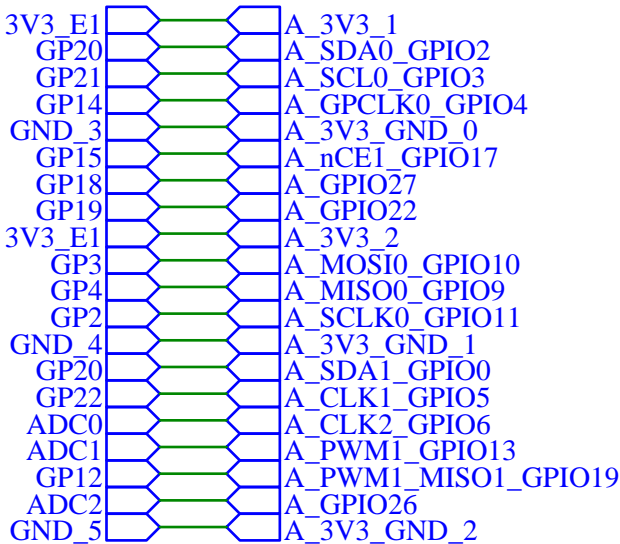 3V3_E1 A_3V3_1
GP20 A_SDA0_GPIO2
GP21 A_SCL0_GPIO3
GP14 A_GPCLK0_GPIO4
GND_3 A_3V3_GND_0
GP15 A_nCE1_GPIO17
GP18 A_GPIO27
GP19 A_GPIO22
3V3_E1 A_3V3_2
GP3 A_MOSI0_GPIO10
GP4 A_MISO0_GPIO9
GP2 A_SCLK0_GPIO11
GND_4 A_3V3_GND_1
GP20 A_SDA1_GPIO0
GP22 A_CLK1_GPIO5
ADC0 A_CLK2_GPIO6
ADC1 A_PWM1_GPIO13
GP12 A_PWM1_MISO1_GPIO19
ADC2 A_GPIO26
GND_5 A_3V3_GND_2